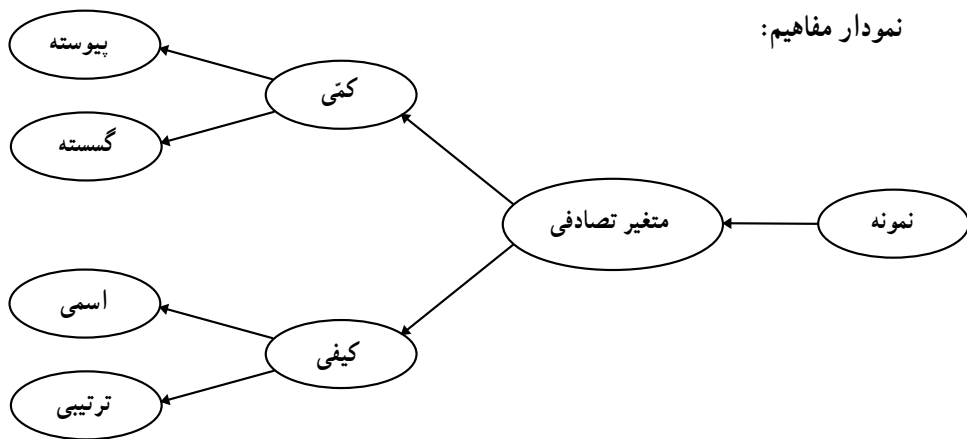 نمودار مفاهیم:
نمونه
متغیر تصادفی
کمّی
پیوسته
گسسته
کیفی
اسمی
ترتیبی